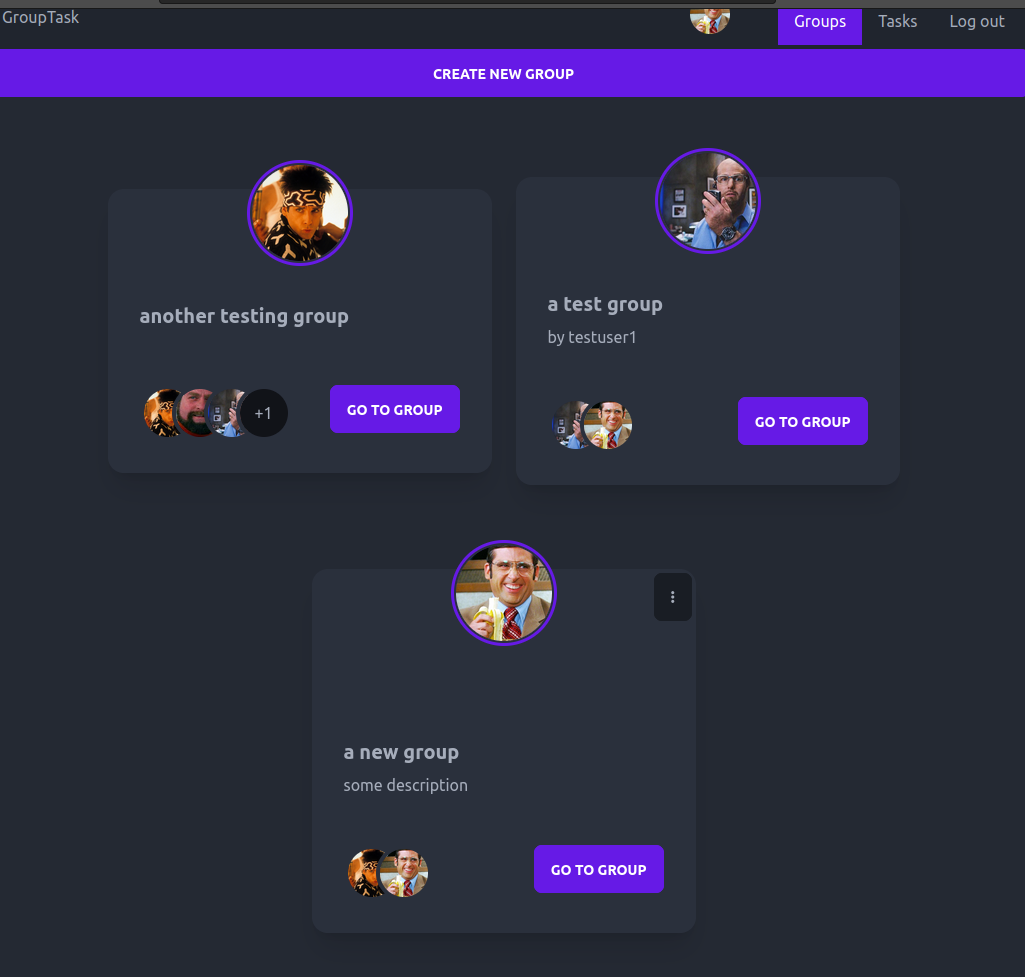 GroupTask
Groups
Tasks
Log out
CREATE NEW GROUP
another testing group
+1
GO TO GROUP
a test group
by testuser1
GO TO GROUP
a new group
some description
GO TO GROUP